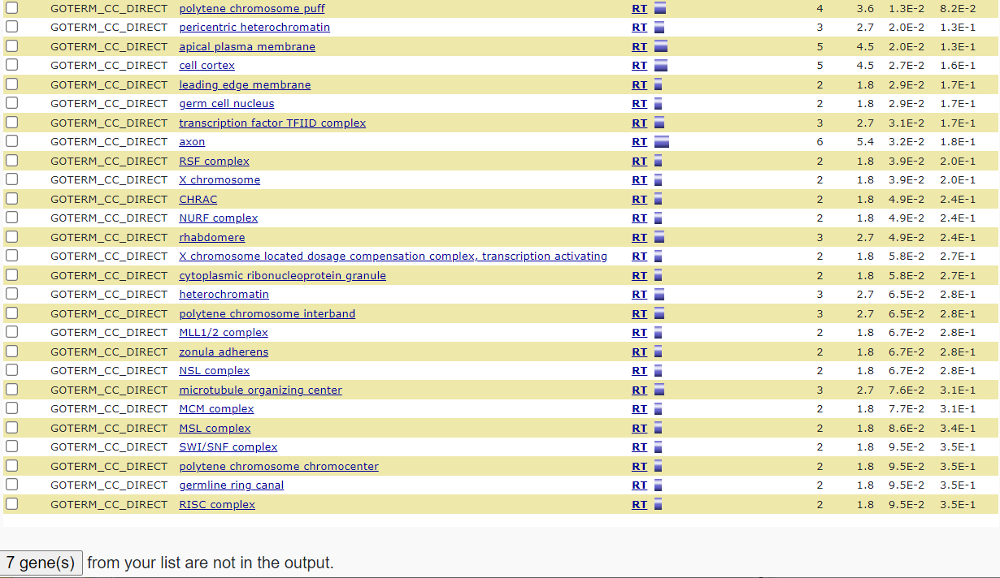 GOTERM_CC_DIRECT polytene chromosome puff RT 4 3.6 1.3E-2 8.2E-2
GOTERM_CC_DIRECT pericentric heterochromatin RT 3 2.7 2.0E-2 1.3E-1
GOTERM_CC_DIRECT apical plasma membrane RT 5 4.5 2.0E-2 1.3E-1
GOTERM_CC_DIRECT cell cortex RT 5 4.5 2.7E-2 1.6E-1
GOTERM_CC_DIRECT leading edge membrane RT 2 1.8 2.9E-2 1.7E-1
GOTERM_CC_DIRECT germ cell nucleus RT 2 1.8 2.9E-2 1.7E-1
GOTERM_CC_DIRECT transcription factor TFIID complex RT 3 2.7 3.1E-2 1.7E-1
GOTERM_CC_DIRECT axon RT 6 5.4 3.2E-2 1.8E-1
GOTERM_CC_DIRECT RSF complex RT 2 1.8 3.9E-2 2.0E-1
GOTERM_CC_DIRECT X chromosome RT 2 1.8 3.9E-2 2.0E-1
GOTERM_CC_DIRECT CHRAC RT 2 1.8 4.9E-2 2.4E-1
GOTERM_CC_DIRECT NURF complex RT 2 1.8 4.9E-2 2.4E-1
GOTERM_CC_DIRECT rhabdomere RT 3 2.7 4.9E-2 2.4E-1
GOTERM_CC_DIRECT X chromosome located dosage compensation complex, transcription activating RT 2 1.8 5.8E-2 2.7E-1
GOTERM_CC_DIRECT cytoplasmic ribonucleoprotein granule RT 2 1.8 5.8E-2 2.7E-1
GOTERM_CC_DIRECT heterochromatin RT 3 2.7 6.5E-2 2.8E-1
GOTERM_CC_DIRECT polytene chromosome interband RT 3 2.7 6.5E-2 2.8E-1
GOTERM_CC_DIRECT MLL1/2 complex RT 2 1.8 6.7E-2 2.8E-1
GOTERM_CC_DIRECT zonula adherens RT 2 1.8 6.7E-2 2.8E-1
GOTERM_CC_DIRECT NSL complex RT 2 1.8 6.7E-2 2.8E-1
GOTERM_CC_DIRECT microtubule organizing center RT 3 2.7 7.6E-2 3.1E-1
GOTERM_CC_DIRECT MCM complex RT 2 1.8 7.7E-2 3.1E-1
GOTERM_CC_DIRECT MSL complex RT 2 1.8 8.6E-2 3.4E-1
GOTERM_CC_DIRECT SWI/SNF complex RT 2 1.8 9.5E-2 3.5E-1
GOTERM_CC_DIRECT polytene chromosome chromocenter RT 2 1.8 9.5E-2 3.5E-1
GOTERM_CC_DIRECT germline ring canal RT 2 1.8 9.5E-2 3.5E-1
GOTERM_CC_DIRECT RISC complex RT 2 1.8 9.5E-2 3.5E-1
7 gene(s) from your list are not in the output.